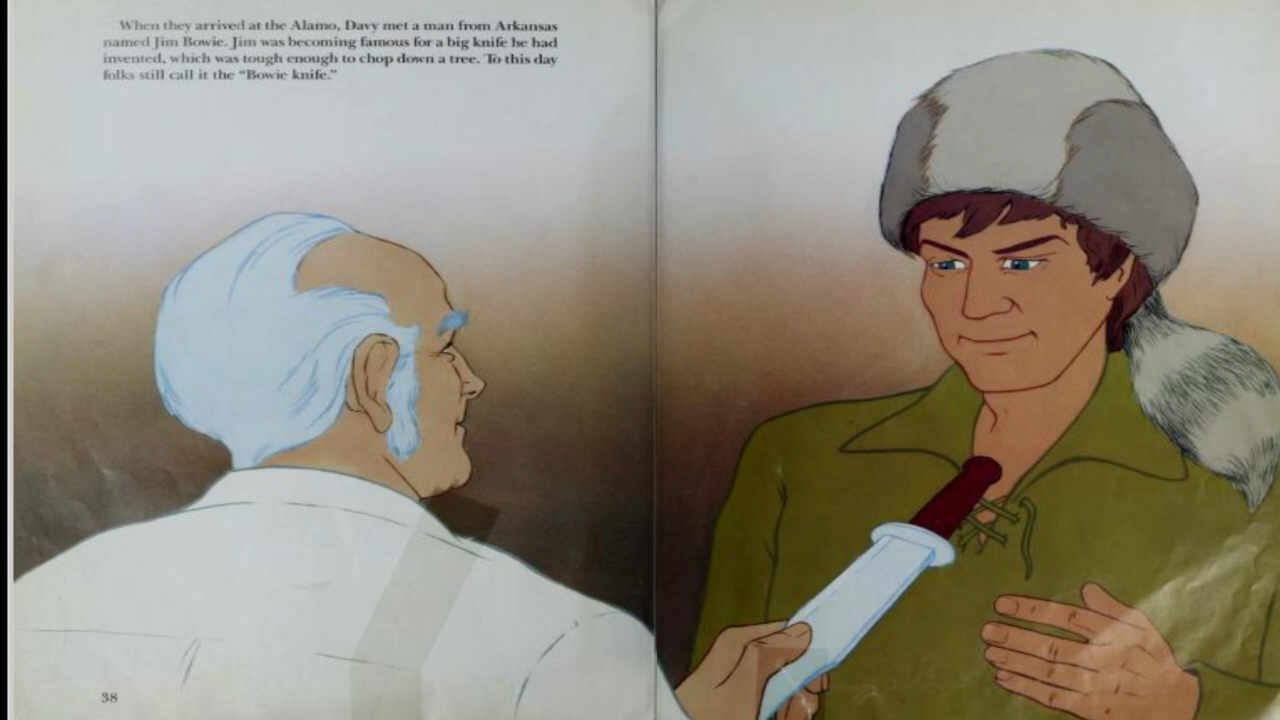 When they arrived at the Alamo, Davy met a man from Arkansas
named Jim Bowie. Jim was becoming famous for a big knife he had
invented, which was tough enough to chop down a tree. To this day
folks still call it the “Bowie knife.”
38